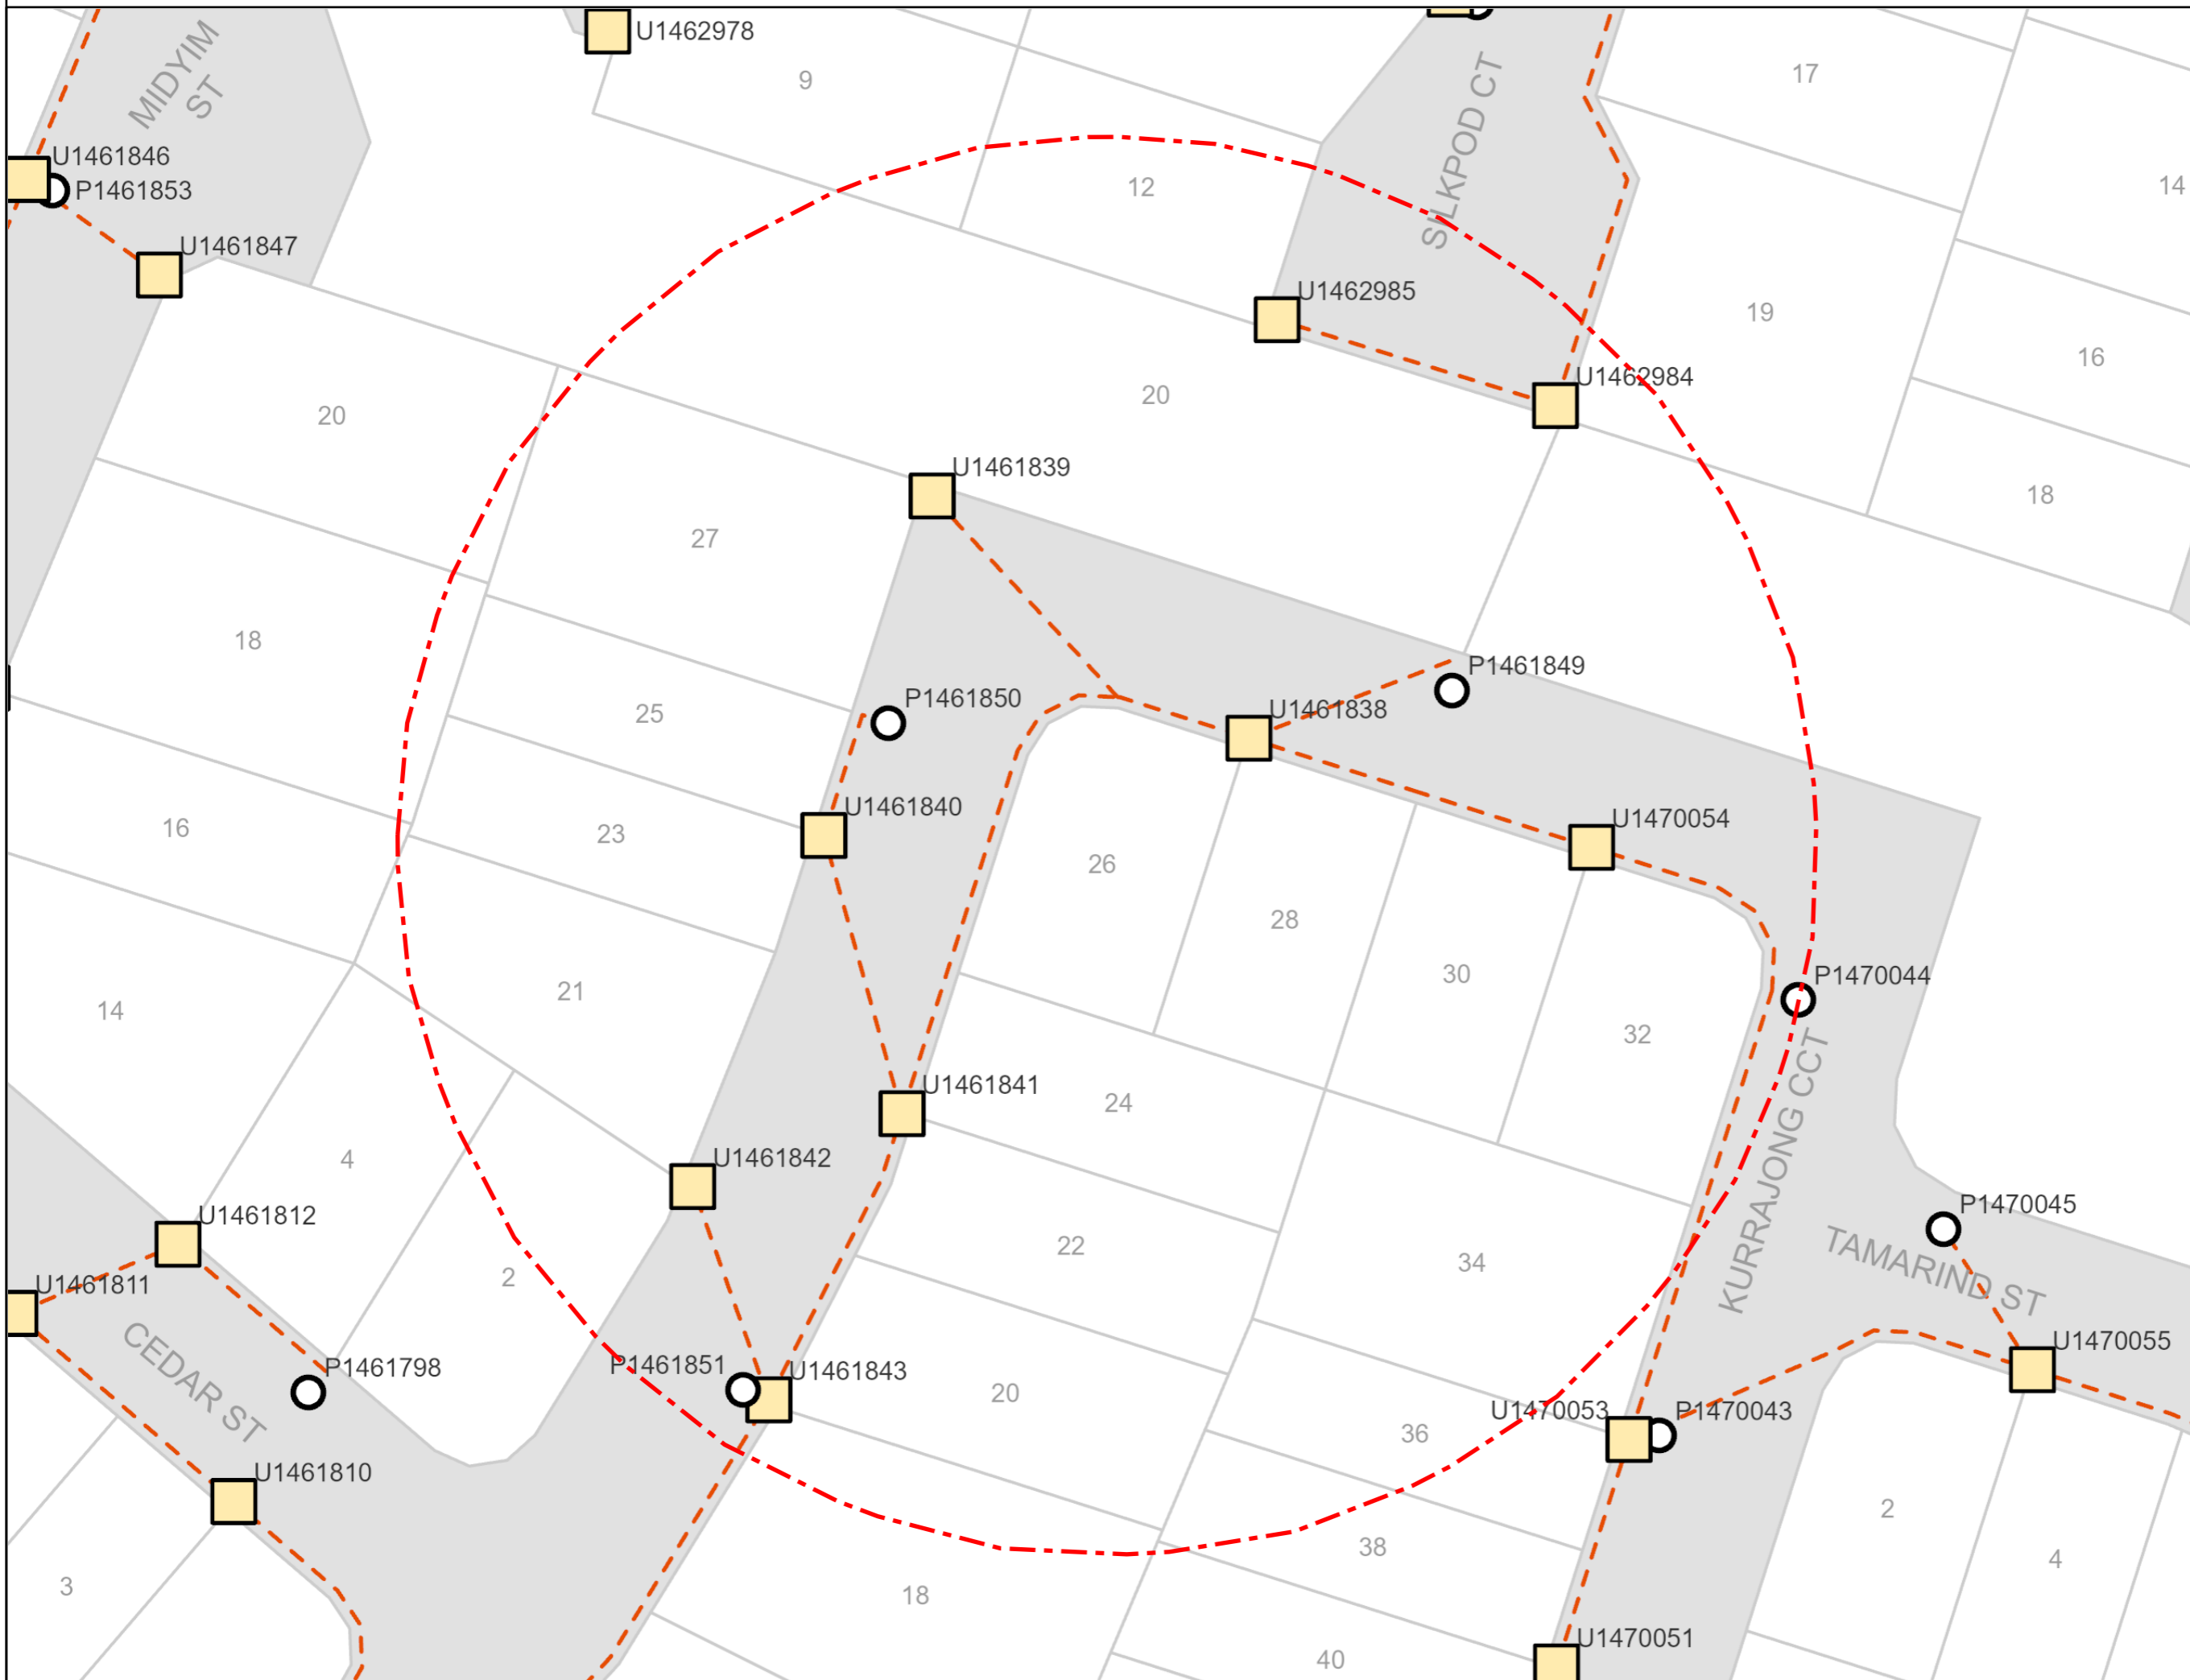 U1462978
MIDYIM
ST
9
17
SILKPOD CT
U1461846
P1461853
12
14
U1461847
U1462985
19
16
U1462984
20
20
U1461839
18
27
18
P1461849
25
P1461850
U1461838
U1461840
U1470054
16
23
26
28
30
P1470044
14
21
32
KURRAJONG CCT
U1461841
24
4
U1461842
P1470045
U1461812
22
TAMARIND ST
2
34
U1461811
U1470055
CEDAR ST
P1461798
P1461851
U1461843
20
U1470053
P1470043
36
U1461810
2
38
4
3
18
U1470051
40